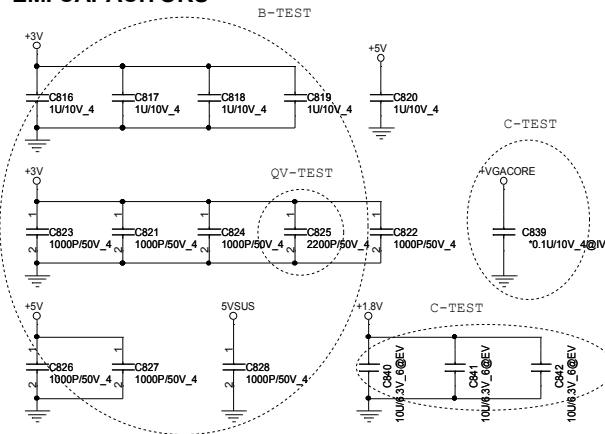 EMI CAPACITORS
B-TEST
+3V
+5V
C816
1U/10V_4
C817
1U/10V_4
C818
1U/10V_4
C819
1U/10V_4
C820
1U/10V_4
C-TEST
+3V
QV-TEST
+VGACORE
1
2
C823
1000P/50V_4
1
2
C821
1000P/50V_4
1
2
C824
1000P/50V_4
1
2
C825
2200P/50V_4
1
2
C822
1000P/50V_4
C839
*0.1U/10V_4@IV
+5V
5VSUS
+1.8V
C-TEST
1
2
C826
1000P/50V_4
1
2
C827
1000P/50V_4
1
2
C828
1000P/50V_4
C840
10U/6.3V_6@EV
C841
10U/6.3V_6@EV
C842
10U/6.3V_6@EV